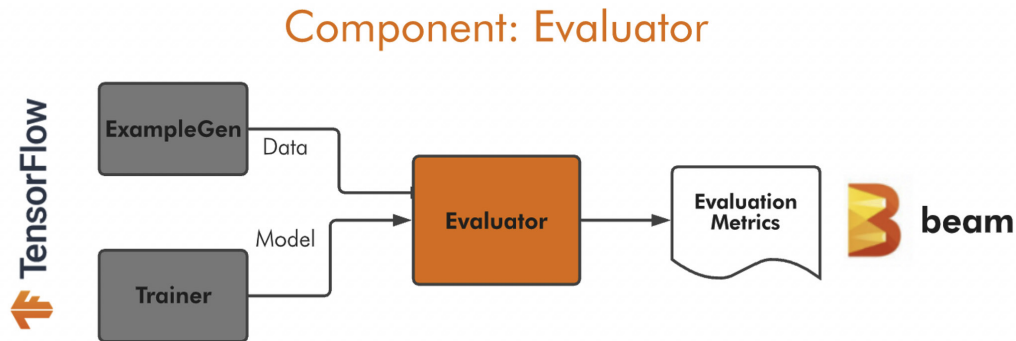 Component: Evaluator
TensorFlow
ExampleGen
Data
Model
Trainer
Evaluator
Evaluation
Metrics
beam